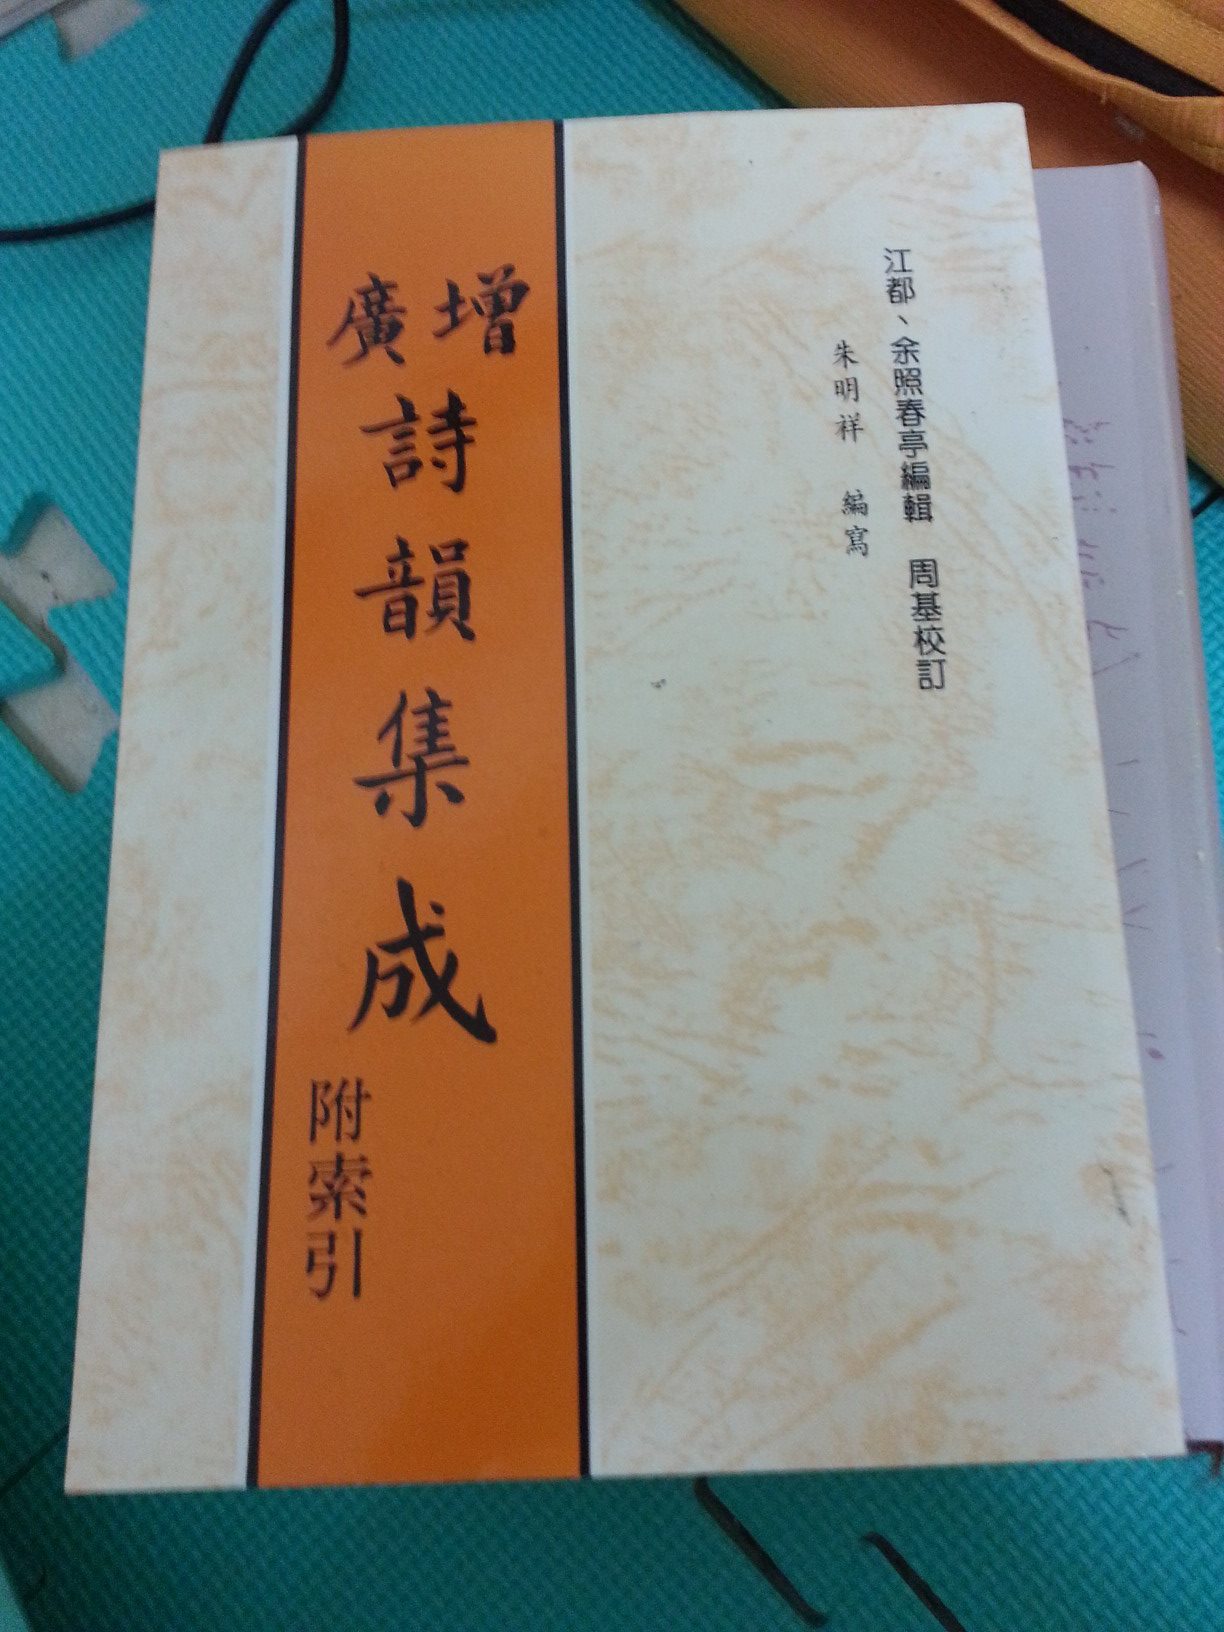 江都、余照春亭編輯 周基校訂
朱明祥 編寫
增廣
詩韻集成
附索引